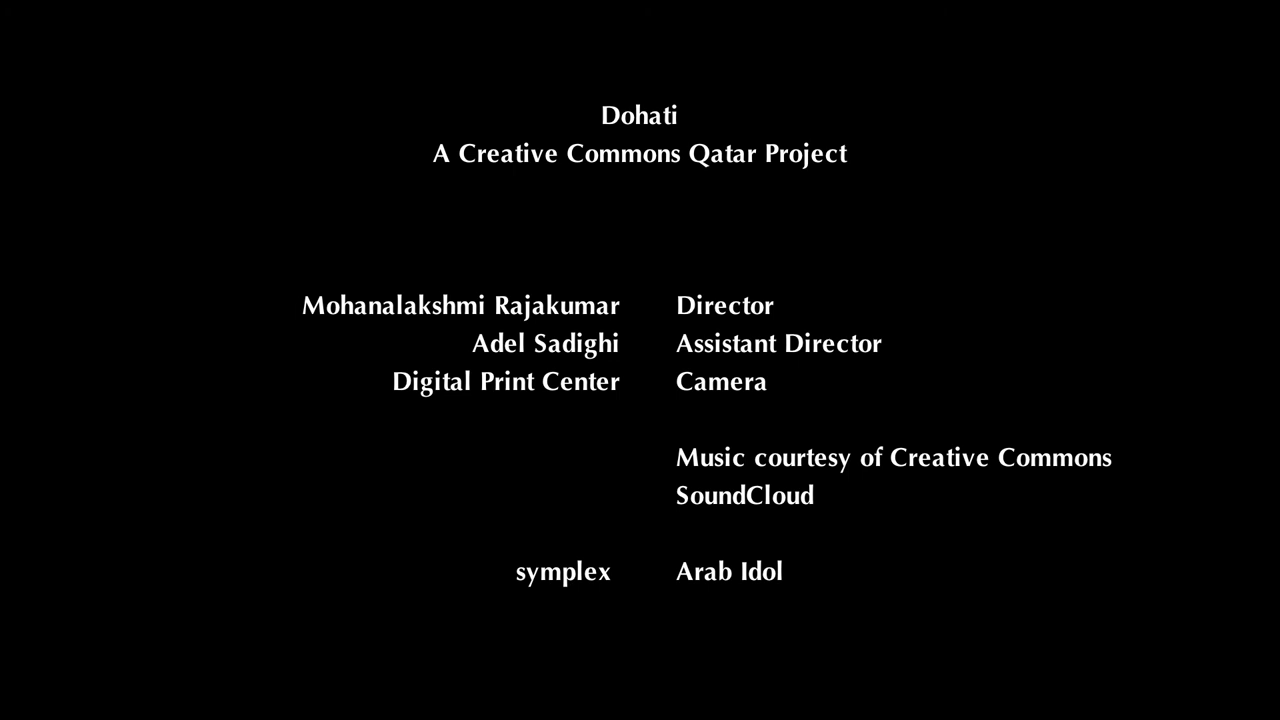 Dohati
A Creative Commons Qatar Project
Mohanalakshmi Rajakumar Director
Adel Sadighi Assistant Director
Digital Print Center Camera
Music courtesy of Creative Commons
SoundCloud
symplex Arab Idol